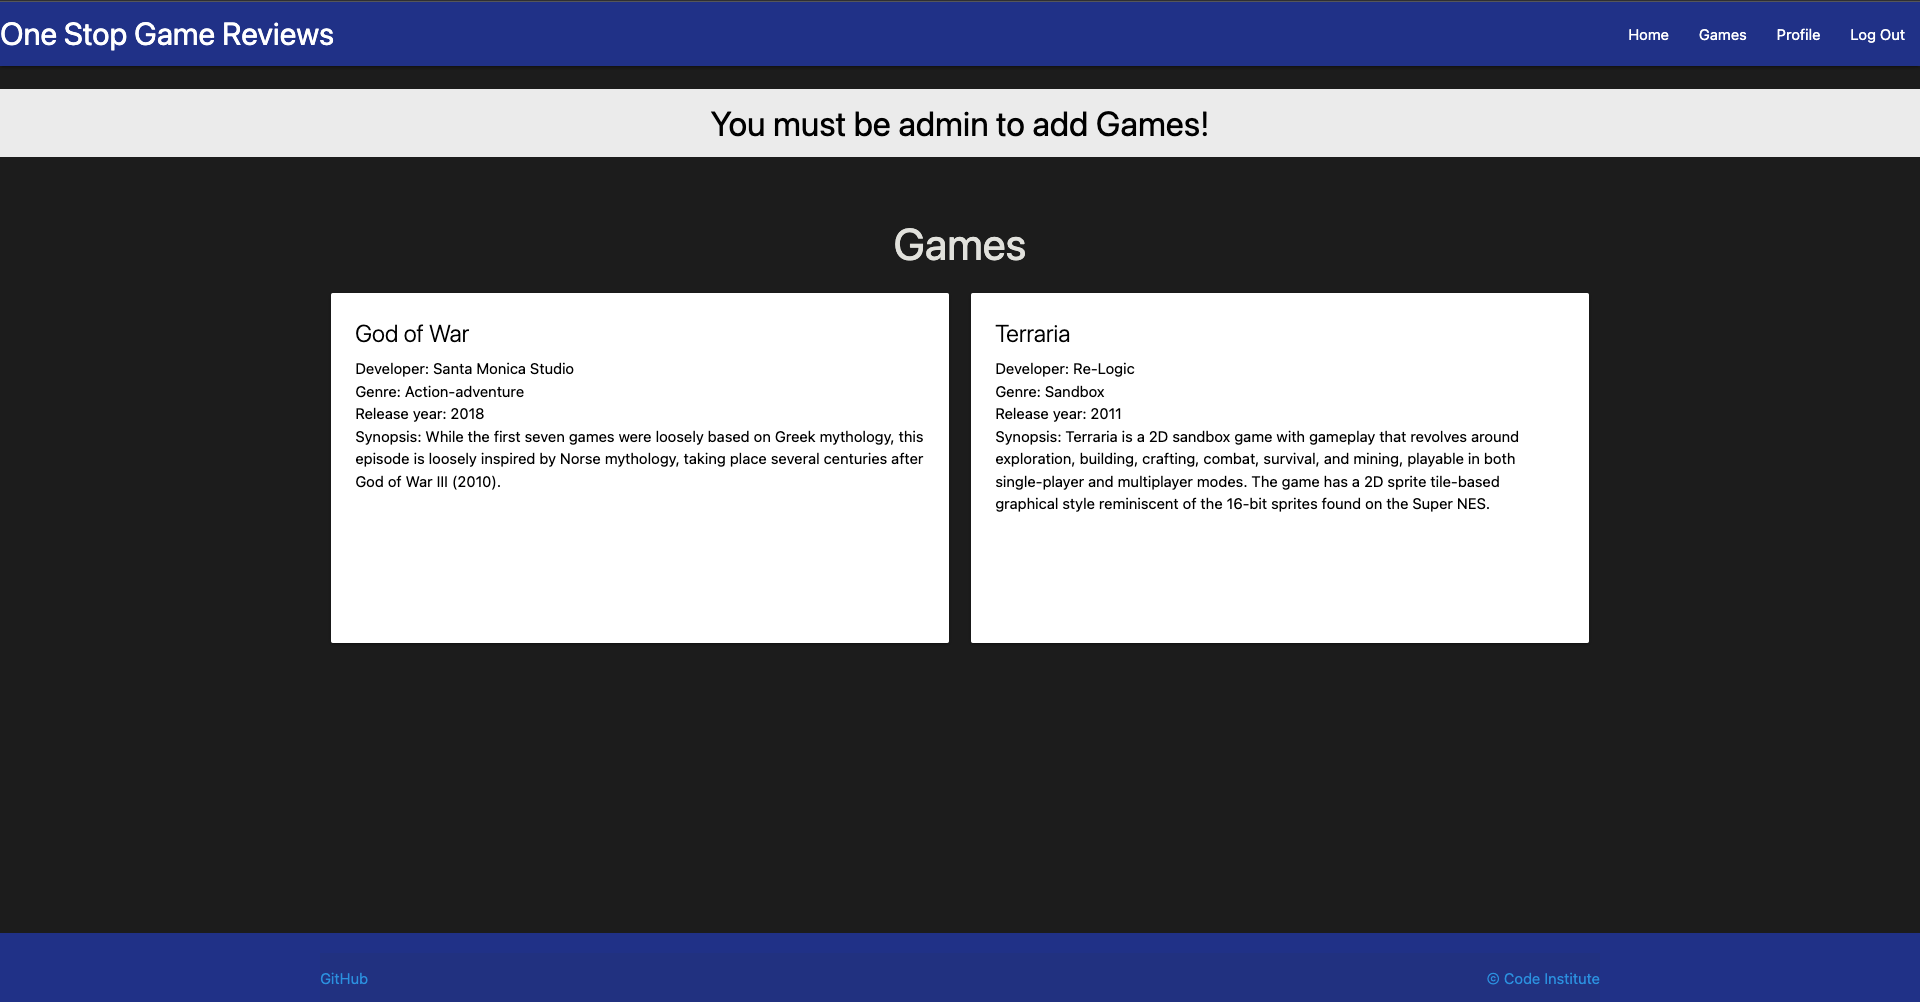 One Stop Game Reviews
Home Games Profile Log Out
You must be admin to add Games!
Games
God of War
Developer: Santa Monica Studio
Genre: Action-adventure
Release year: 2018
Synopsis: While the first seven games were loosely based on Greek mythology, this
episode is loosely inspired by Norse mythology, taking place several centuries after
God of War III (2010).
Terraria
Developer: Re-Logic
Genre: Sandbox
Release year: 2011
Synopsis: Terraria is a 2D sandbox game with gameplay that revolves around
exploration, building, crafting, combat, survival, and mining, playable in both
single-player and multiplayer modes. The game has a 2D sprite tile-based
graphical style reminiscent of the 16-bit sprites found on the Super NES.
GitHub
© Code Institute